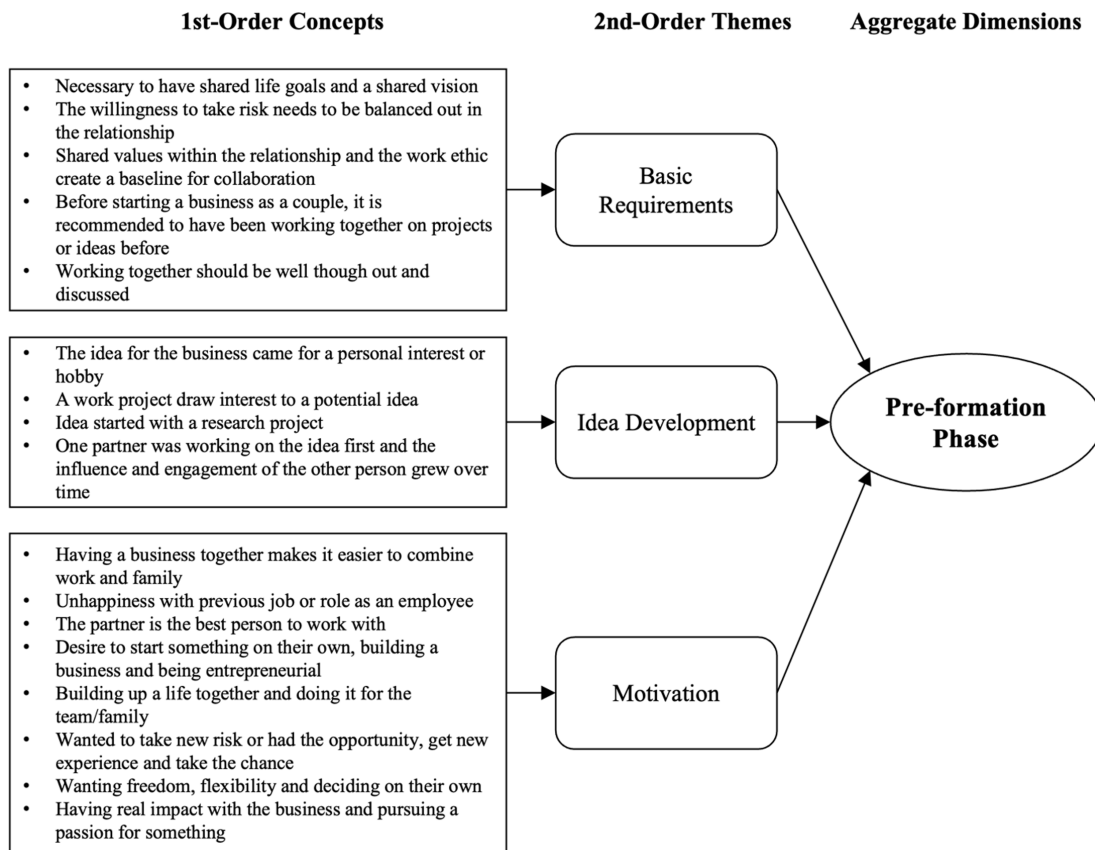 1st-Order Concepts
2nd-Order Themes
Aggregate Dimensions
• Necessary to have shared life goals and a shared vision
• The willingness to take risk needs to be balanced out in
the relationship
• Shared values within the relationship and the work ethic
create a baseline for collaboration
• Before starting a business as a couple, it is
recommended to have been working together on projects
or ideas before
• Working together should be well though out and
discussed
Basic
Requirements
• The idea for the business came for a personal interest or
hobby
• A work project draw interest to a potential idea
• Idea started with a research project
• One partner was working on the idea first and the
influence and engagement of the other person grew over
time
Idea Development
Pre-formation
Phase
• Having a business together makes it easier to combine
work and family
• Unhappiness with previous job or role as an employee
• The partner is the best person to work with
• Desire to start something on their own, building a
business and being entrepreneurial
• Building up a life together and doing it for the
team/family
• Wanted to take new risk or had the opportunity, get new
experience and take the chance
• Wanting freedom, flexibility and deciding on their own
• Having real impact with the business and pursuing a
passion for something
Motivation